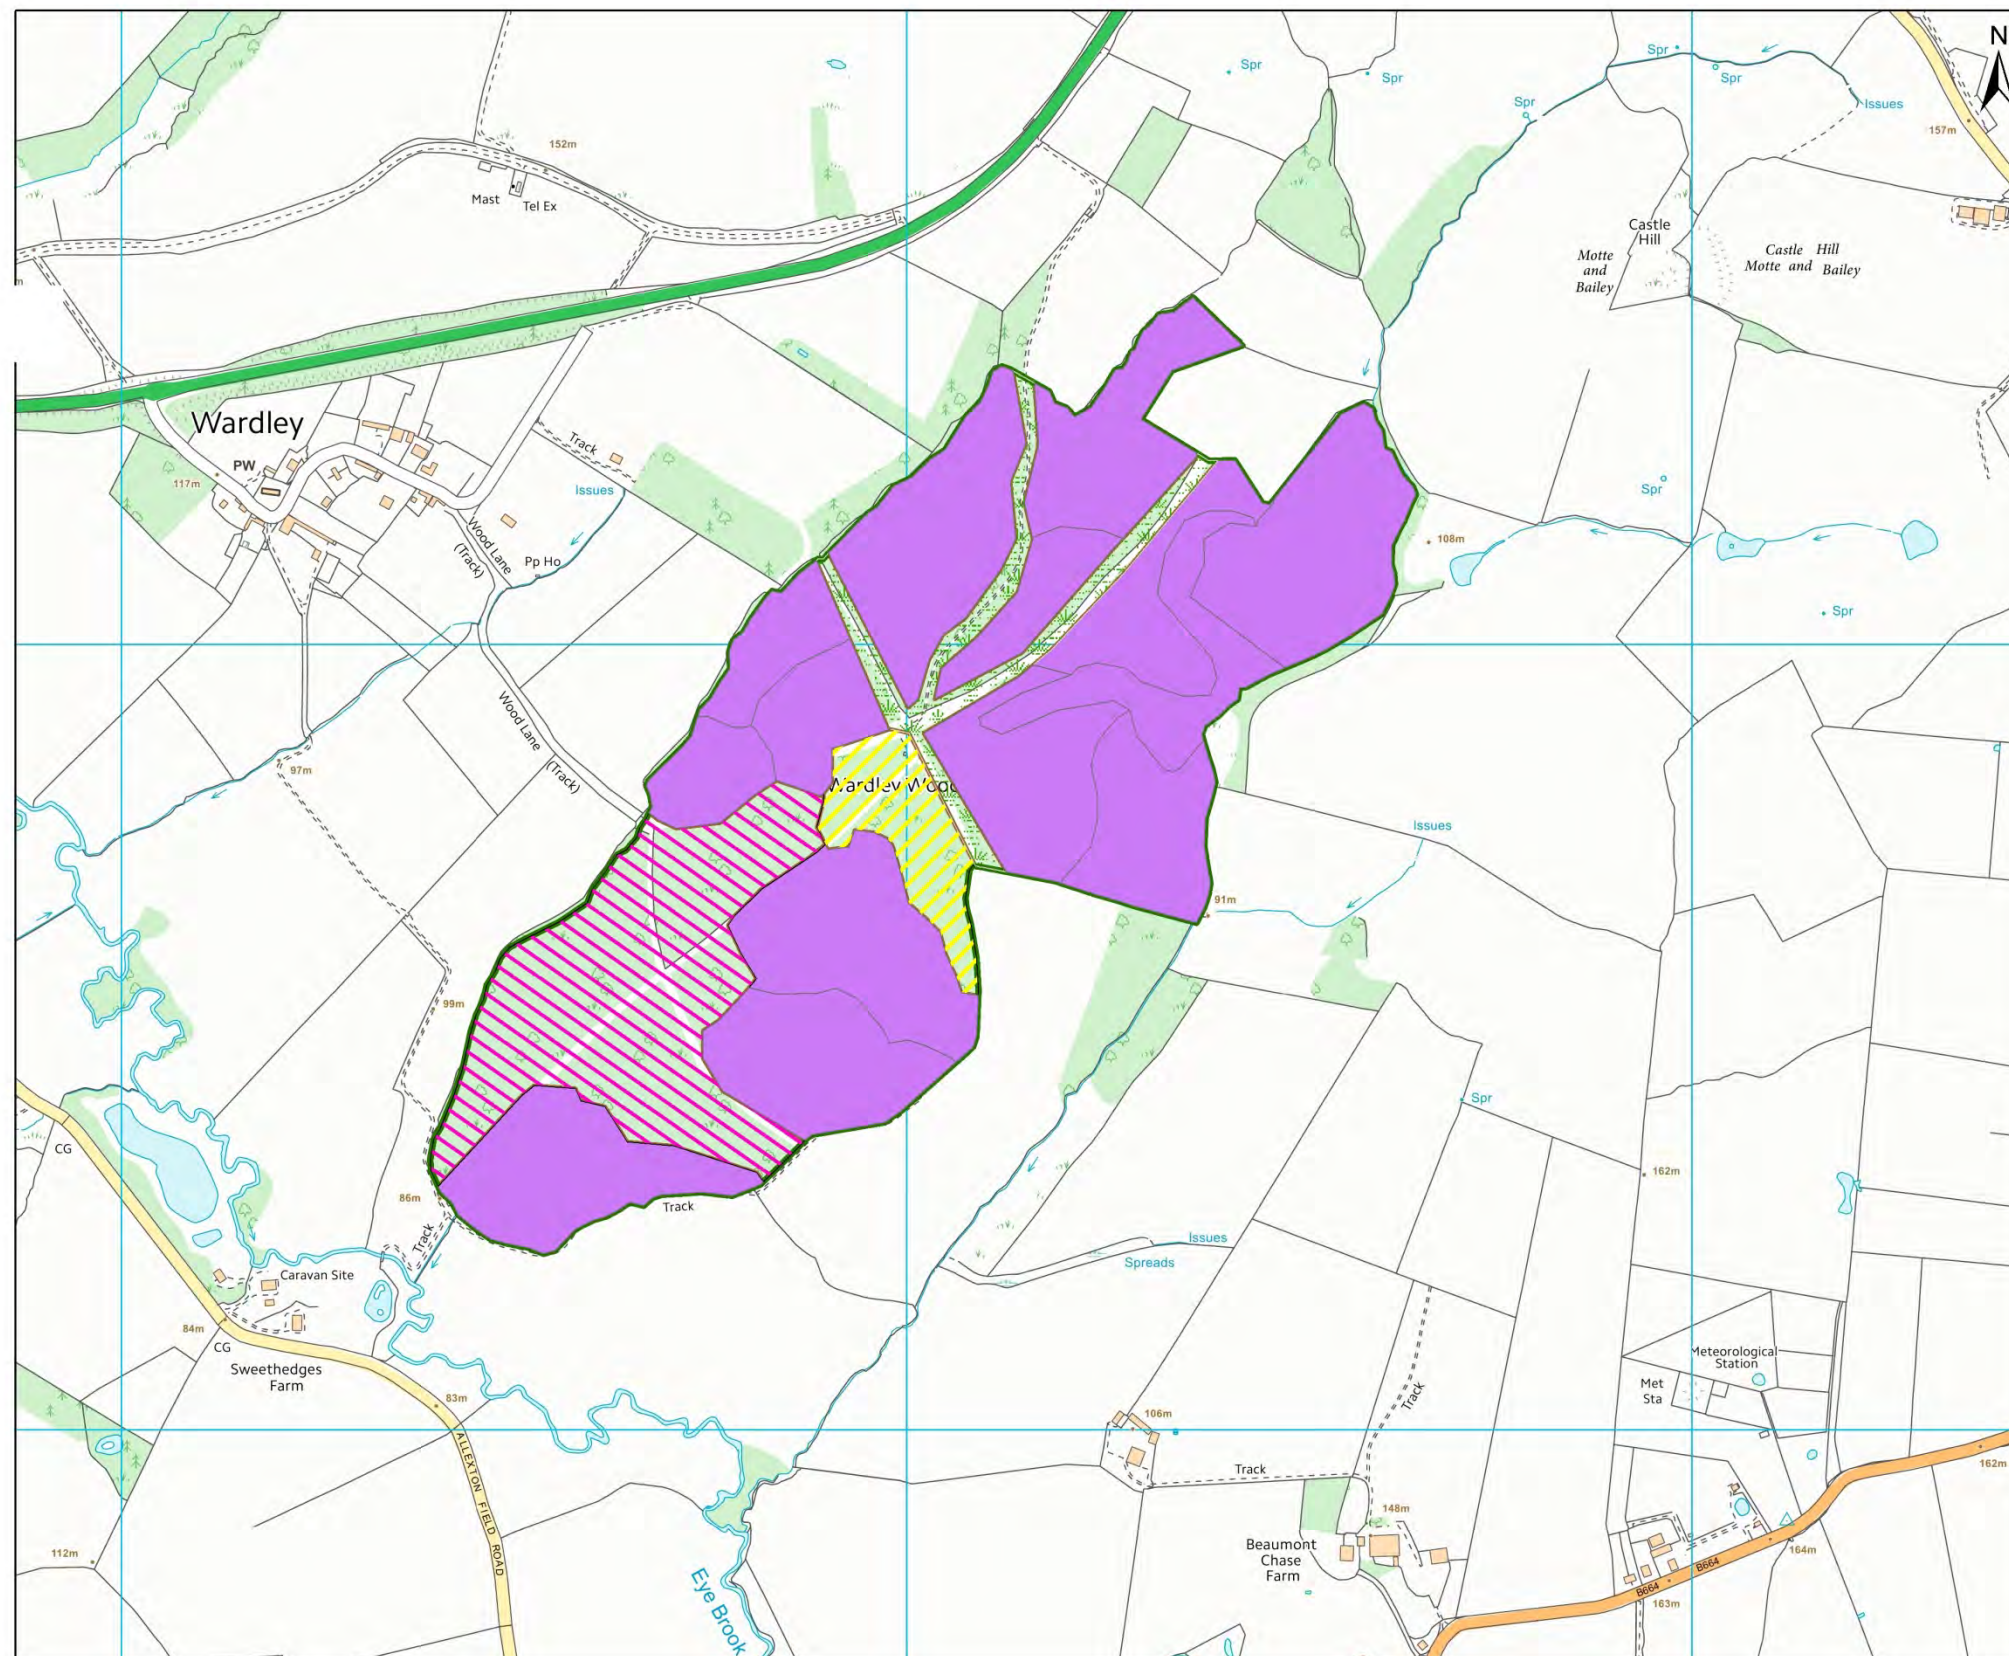 N
Spr
Spr
Spr
Spr
Spr
Issues
157m
152m
Mast
Tel Ex
Castle
Hill
Motte
and
Bailey
Castle Hill
Motte and Bailey
m
Wardley
PW
117m
Track
Issues
Wood Lane
(Track)
Pp Ho
Spr
108m
Spr
Wood Lane
(Track)
97m
Wardley Wood
Issues
91m
99m
Spr
CG
162m
86m
Track
Track
Issues
Spreads
Caravan Site
84m
CG
Sweethedges
Farm
83m
Meteorological
Station
Met
Sta
Track
106m
ALLEXTON FIELD ROAD
Track
162m
148m
Beaumont
Chase
Farm
112m
164m
B664
B664
163m
Eye Brook